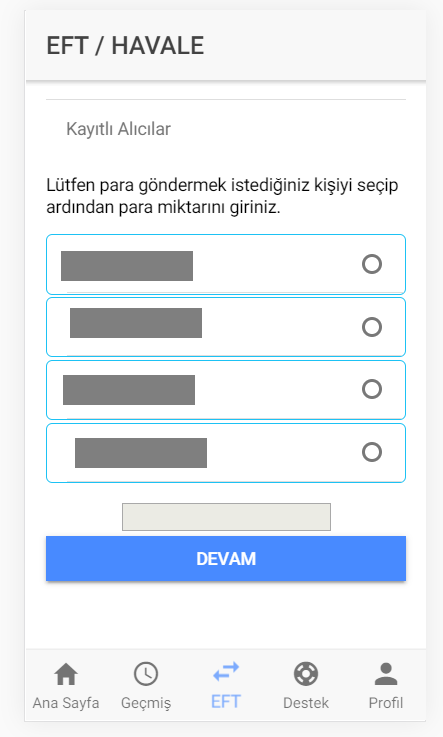 EFT / HAVALE
Kayıtlı Alıcılar
Lütfen para göndermek istediğiniz kişiyi seçip
ardından para miktarını giriniz.
DEVAM
Ana Sayfa
Geçmiş
EFT
Destek
Profil